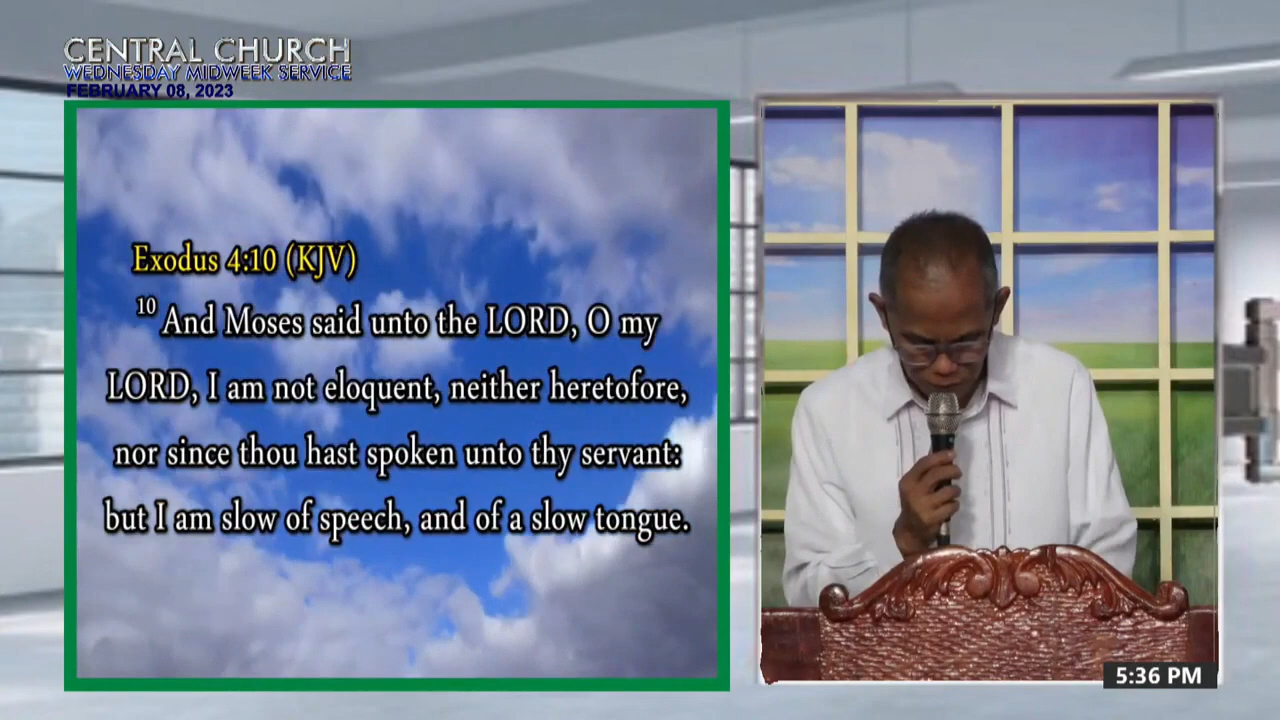 CENTRAL CHURCH
WEDNESDAY MIDWEEK SERVICE
FEBRUARY 08, 2023
Exodus 4:10 (KJV)
10 And Moses said unto the LORD, O my
LORD, I am not eloquent, neither heretofore,
nor since thou hast spoken unto thy servant:
but I am slow of speech, and of a slow tongue.
5:36 PM